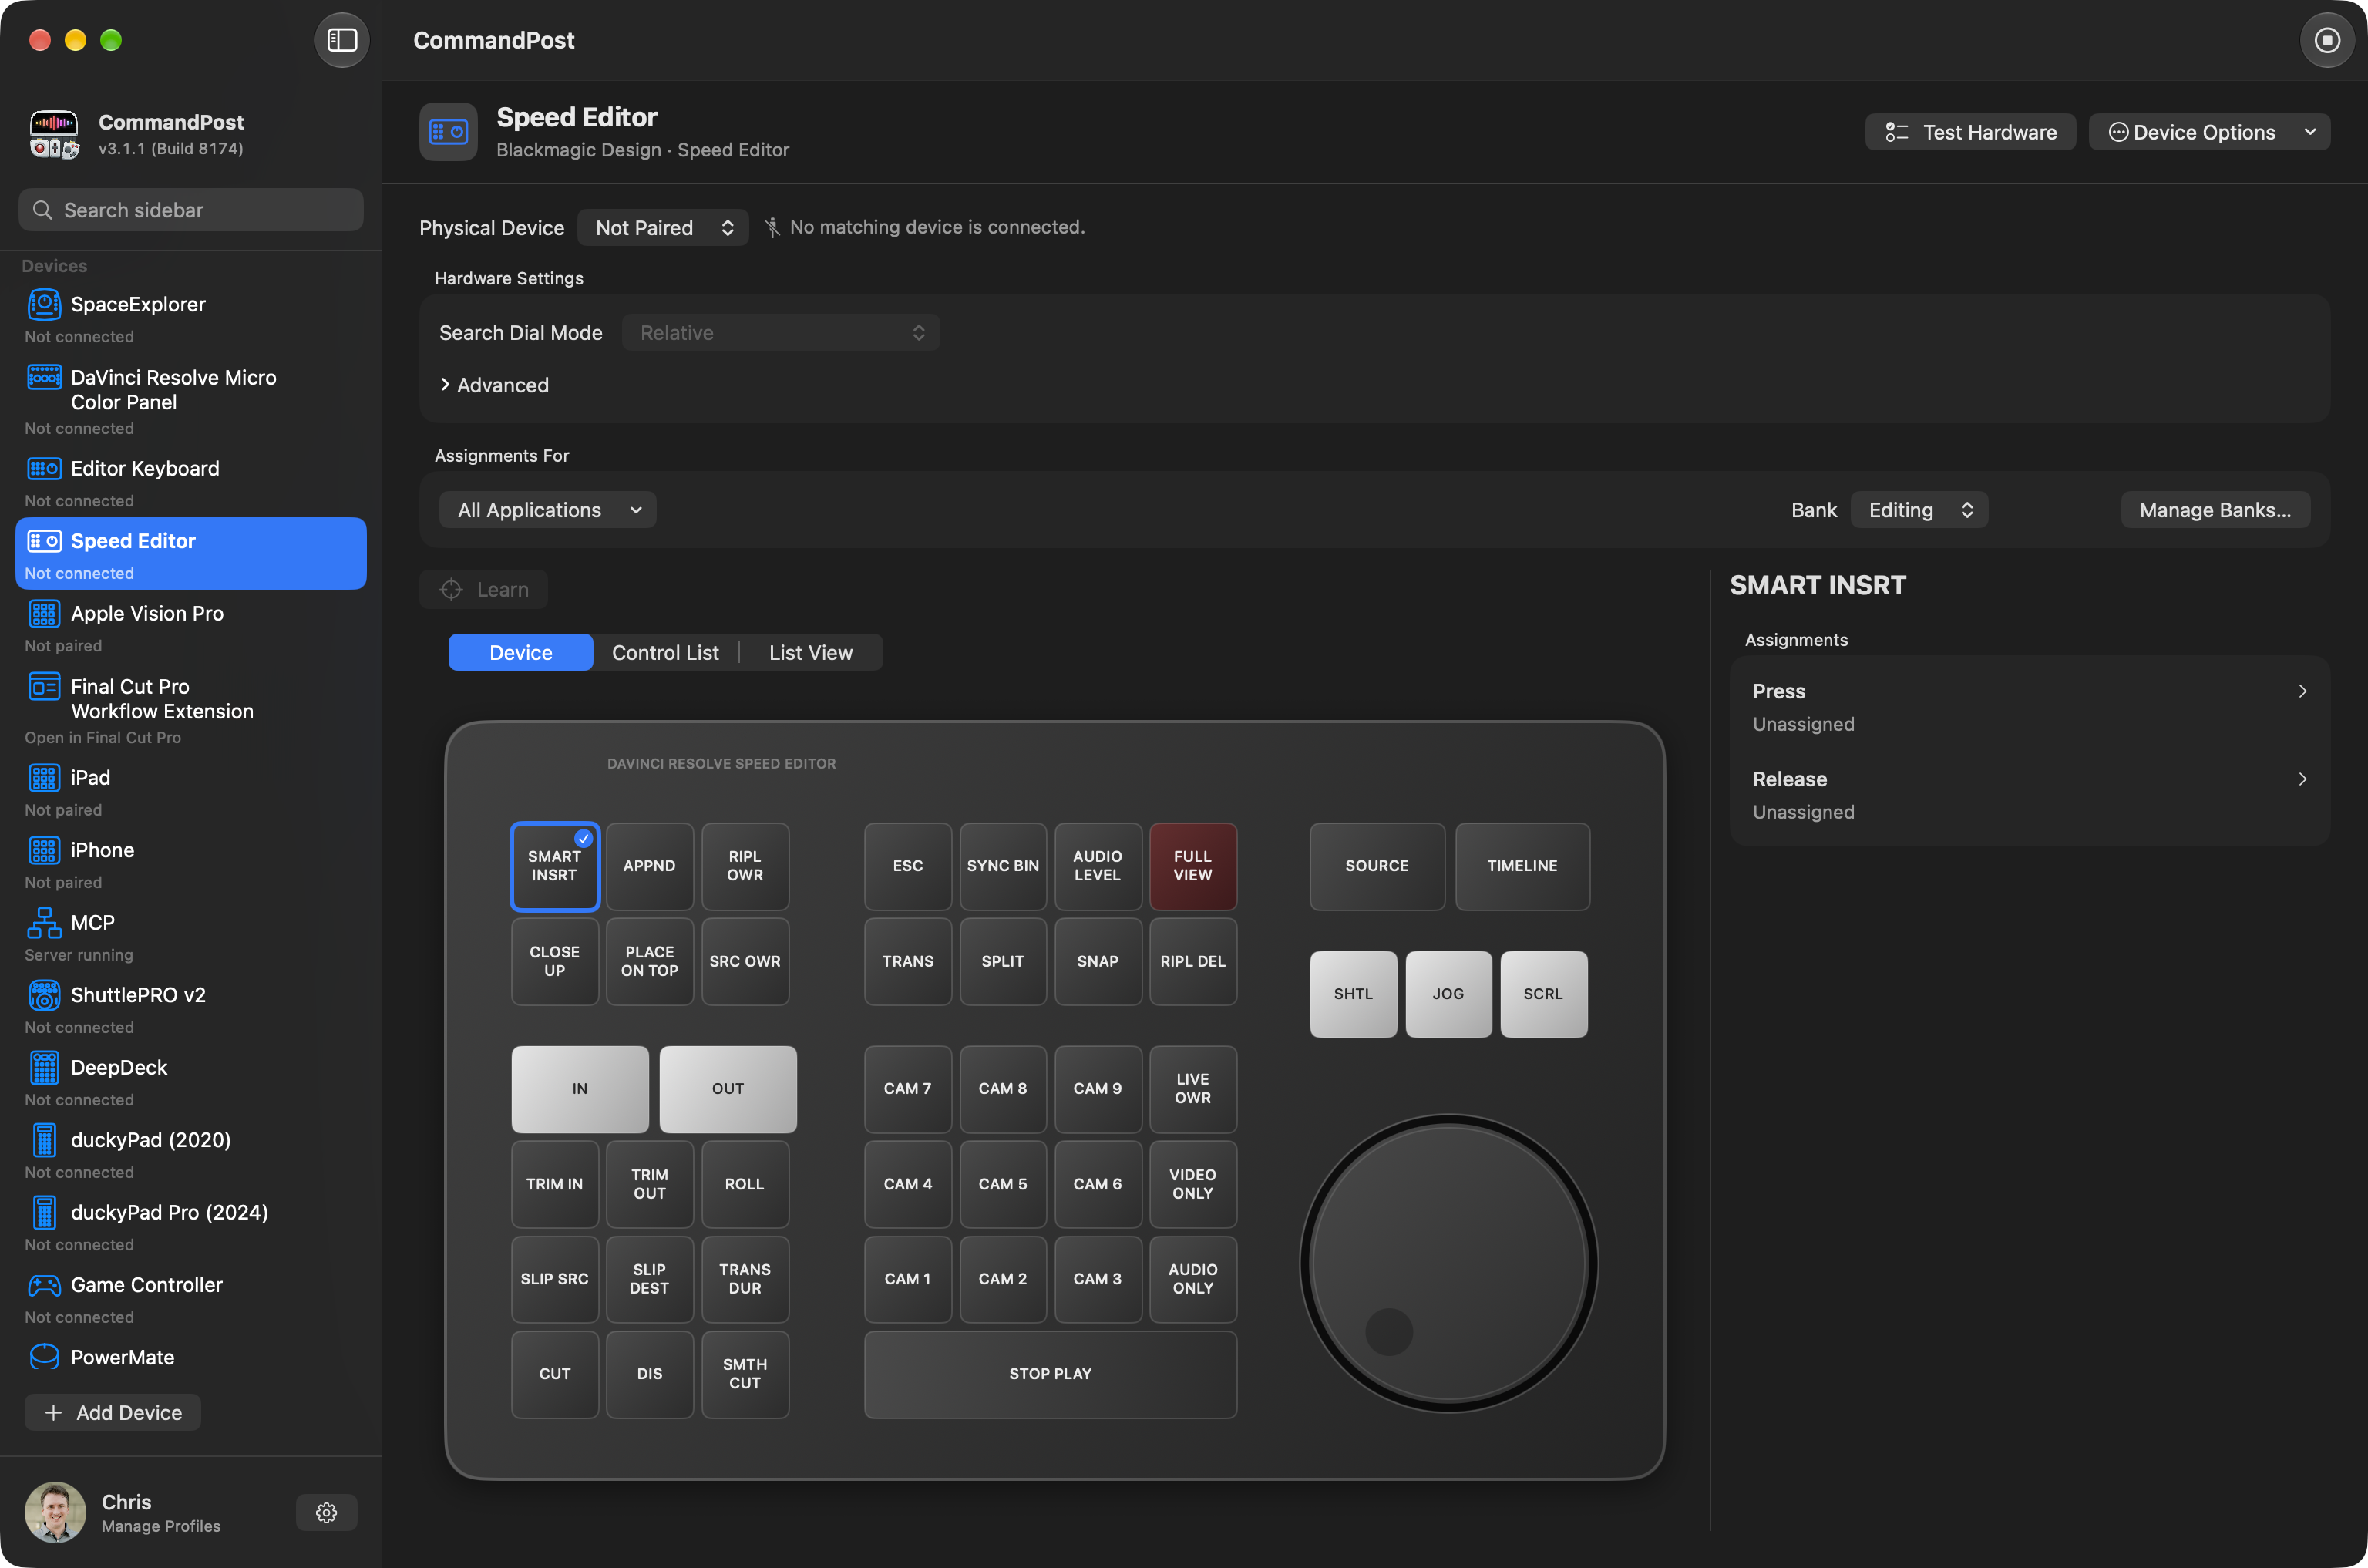 CommandPost
CommandPost
v3.1.1 (Build 8174)
Search sidebar
Devices
SpaceExplorer
Not connected
DaVinci Resolve Micro
Color Panel
Not connected
Editor Keyboard
Not connected
Speed Editor
Not connected
Apple Vision Pro
Not paired
Final Cut Pro
Workflow Extension
Open in Final Cut Pro
iPad
Not paired
iPhone
Not paired
MCP
Server running
ShuttlePRO v2
Not connected
DeepDeck
Not connected
duckyPad (2020)
Not connected
duckyPad Pro (2024)
Not connected
Game Controller
Not connected
PowerMate
Add Device
Chris
Manage Profiles
Speed Editor
Blackmagic Design · Speed Editor
Test Hardware
Device Options
Physical Device
Not Paired
No matching device is connected.
Hardware Settings
Search Dial Mode
Relative
Advanced
Assignments For
All Applications
Bank
Editing
Manage Banks...
Learn
Device
Control List
List View
DAVINCI RESOLVE SPEED EDITOR
SMART
INSRT
APPND
RIPL
OWR
ESC
SYNC BIN
AUDIO
LEVEL
FULL
VIEW
SOURCE
TIMELINE
CLOSE
UP
PLACE
ON TOP
SRC OWR
TRANS
SPLIT
SNAP
RIPL DEL
SHTL
JOG
SCRL
IN
OUT
CAM 7
CAM 8
CAM 9
LIVE
OWR
TRIM IN
TRIM
OUT
ROLL
CAM 4
CAM 5
CAM 6
VIDEO
ONLY
SLIP SRC
SLIP
DEST
TRANS
DUR
CAM 1
CAM 2
CAM 3
AUDIO
ONLY
CUT
DIS
SMTH
CUT
STOP PLAY
SMART INSRT
Assignments
Press
Unassigned
Release
Unassigned